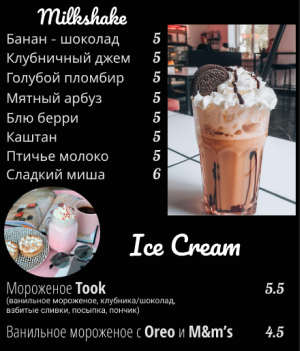 Milkshake
Банан - шоколад 5
Клубничный джем 5
Голубой пломбир 5
Мятный арбуз 5
Блю берри 5
Каштан 5
Птичье молоко 5
Сладкий миша 6
Ice Cream
Мороженое Took 5.5
(ванильное мороженое, клубника/шоколад,
взбитые сливки, посыпка, пончик)
Ванильное мороженое с Oreo и M&m's 4.5